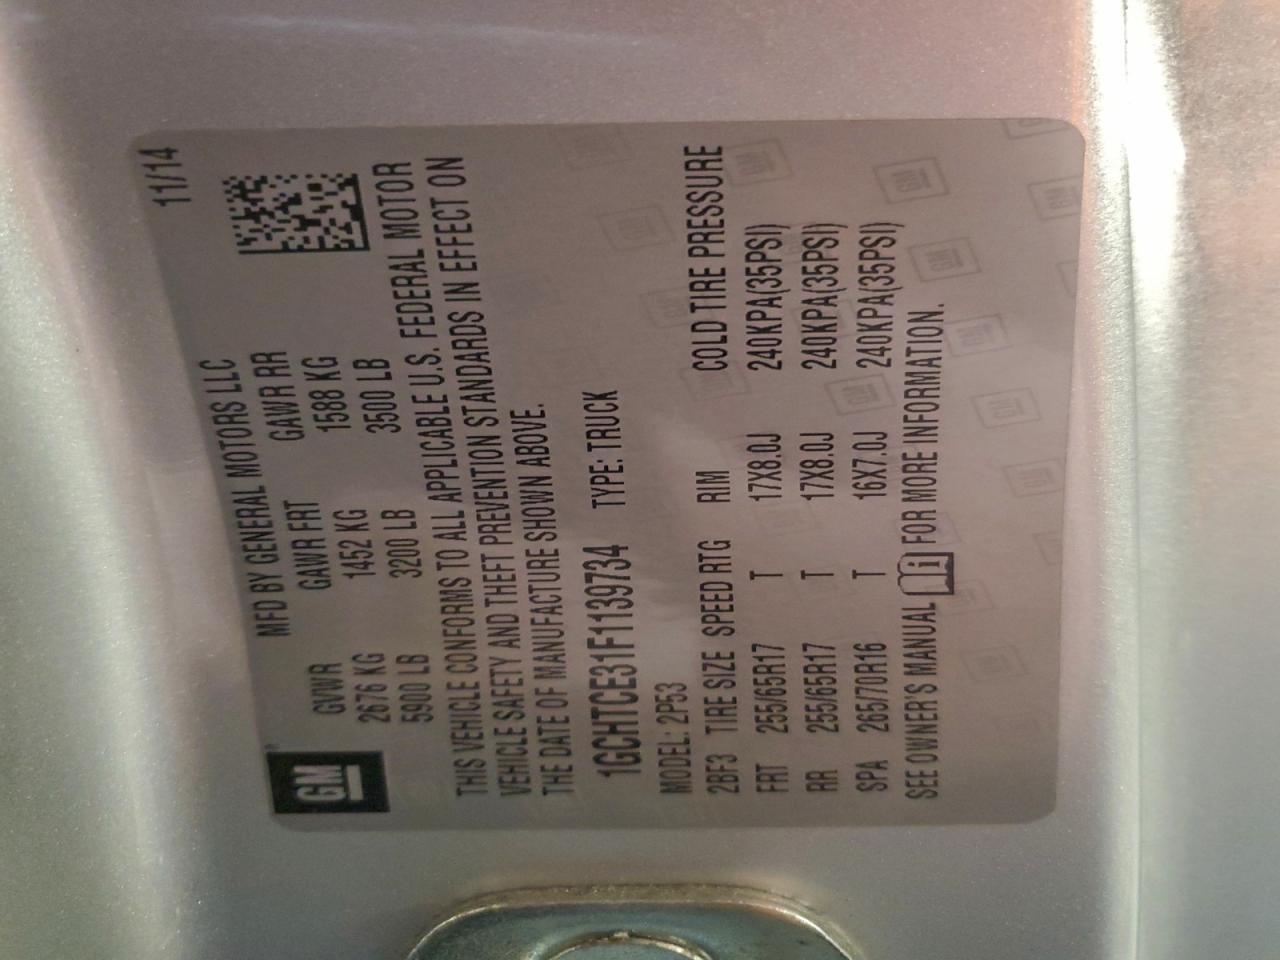 11/14
MFD BY GENERAL MOTORS LLC
GM
GVWR GAWR FRT GAWR RR
2676 KG 1452 KG 1588 KG
5900 LB 3200 LB 3500 LB
THIS VEHICLE CONFORMS TO ALL APPLICABLE U.S. FEDERAL MOTOR
VEHICLE SAFETY AND THEFT PREVENTION STANDARDS IN EFFECT ON
THE DATE OF MANUFACTURE SHOWN ABOVE.
1GCHTCE31F1139734 TYPE: TRUCK
MODEL: 2P53
2BF3 TIRE SIZE SPEED RTG RIM COLD TIRE PRESSURE
FRT 255/65R17 T 17X8.0J 240KPA(35PSI)
RR 255/65R17 T 17X8.0J 240KPA(35PSI)
SPA 265/70R16 T 16X7.0J 240KPA(35PSI)
SEE OWNER'S MANUAL FOR MORE INFORMATION.